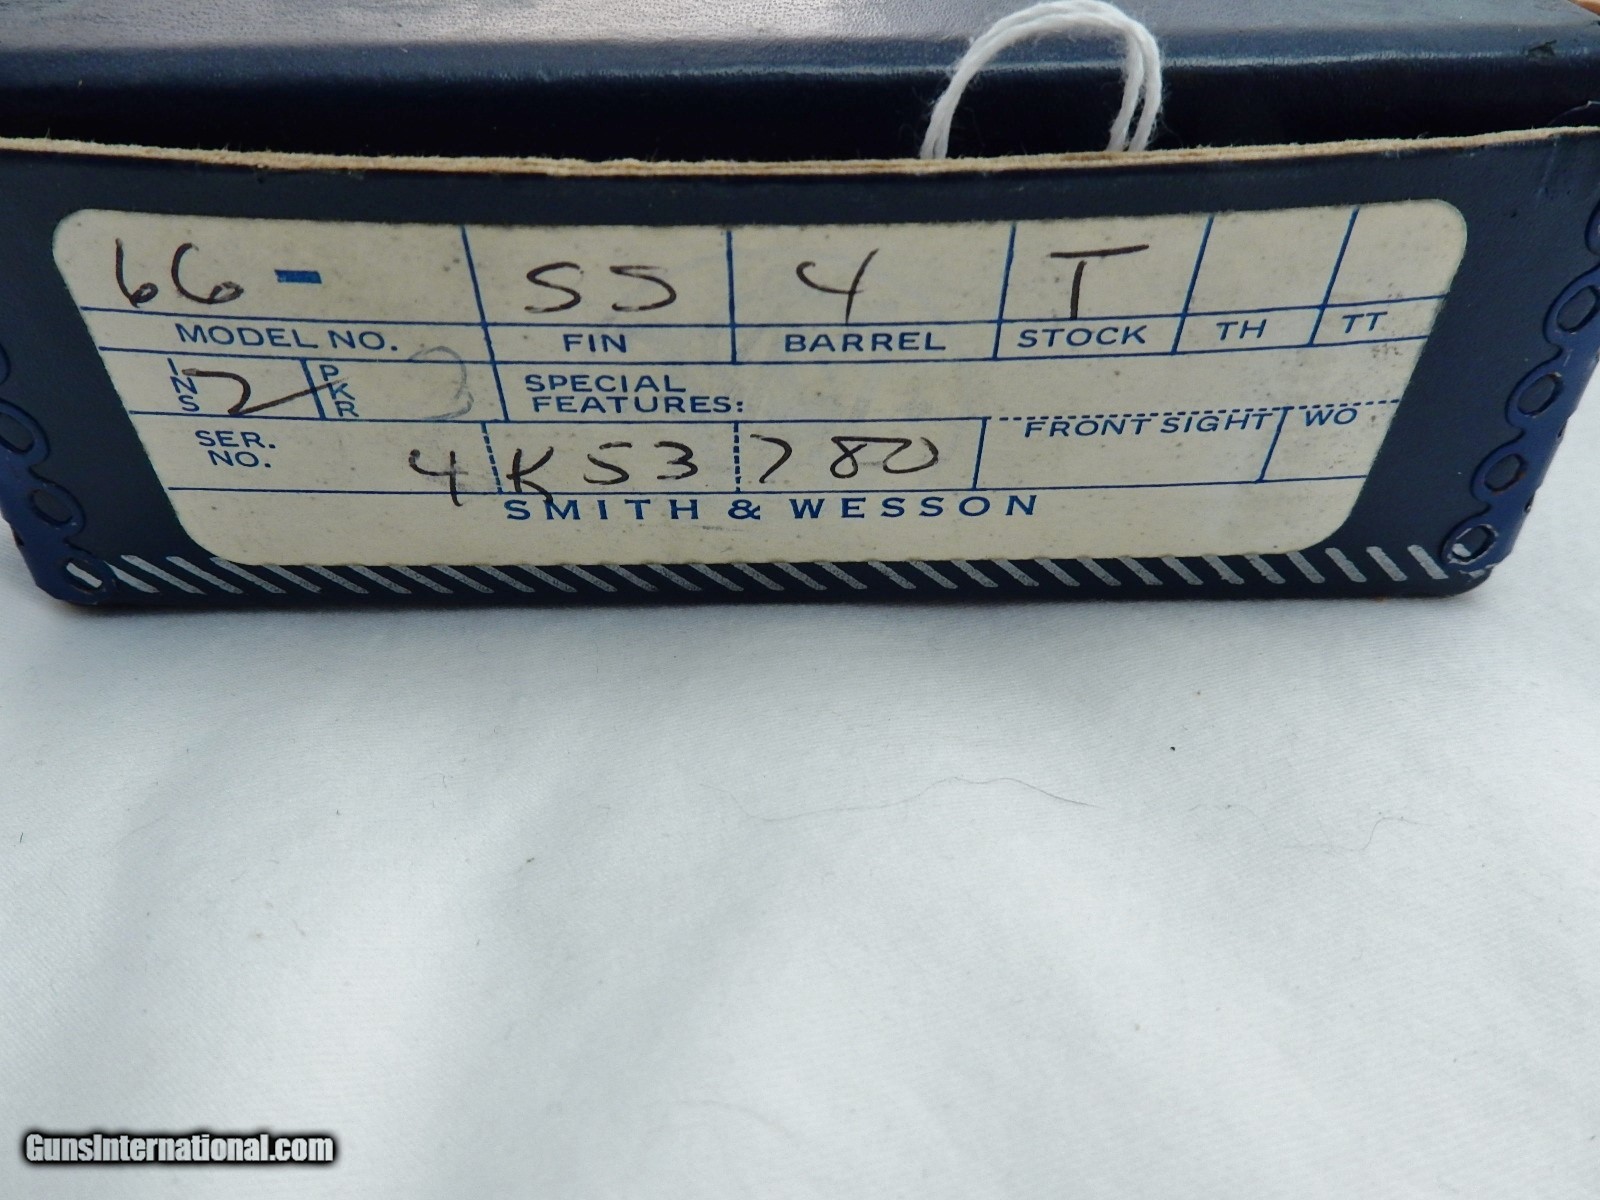 66 - SS 4 T
MODEL NO. FIN BARREL STOCK TH TT
INS 2 PKR 3 SPECIAL
FEATURES:
FRONT SIGHT WO
SER.
NO. 4K53780
SMITH & WESSON
GunsInternational.com